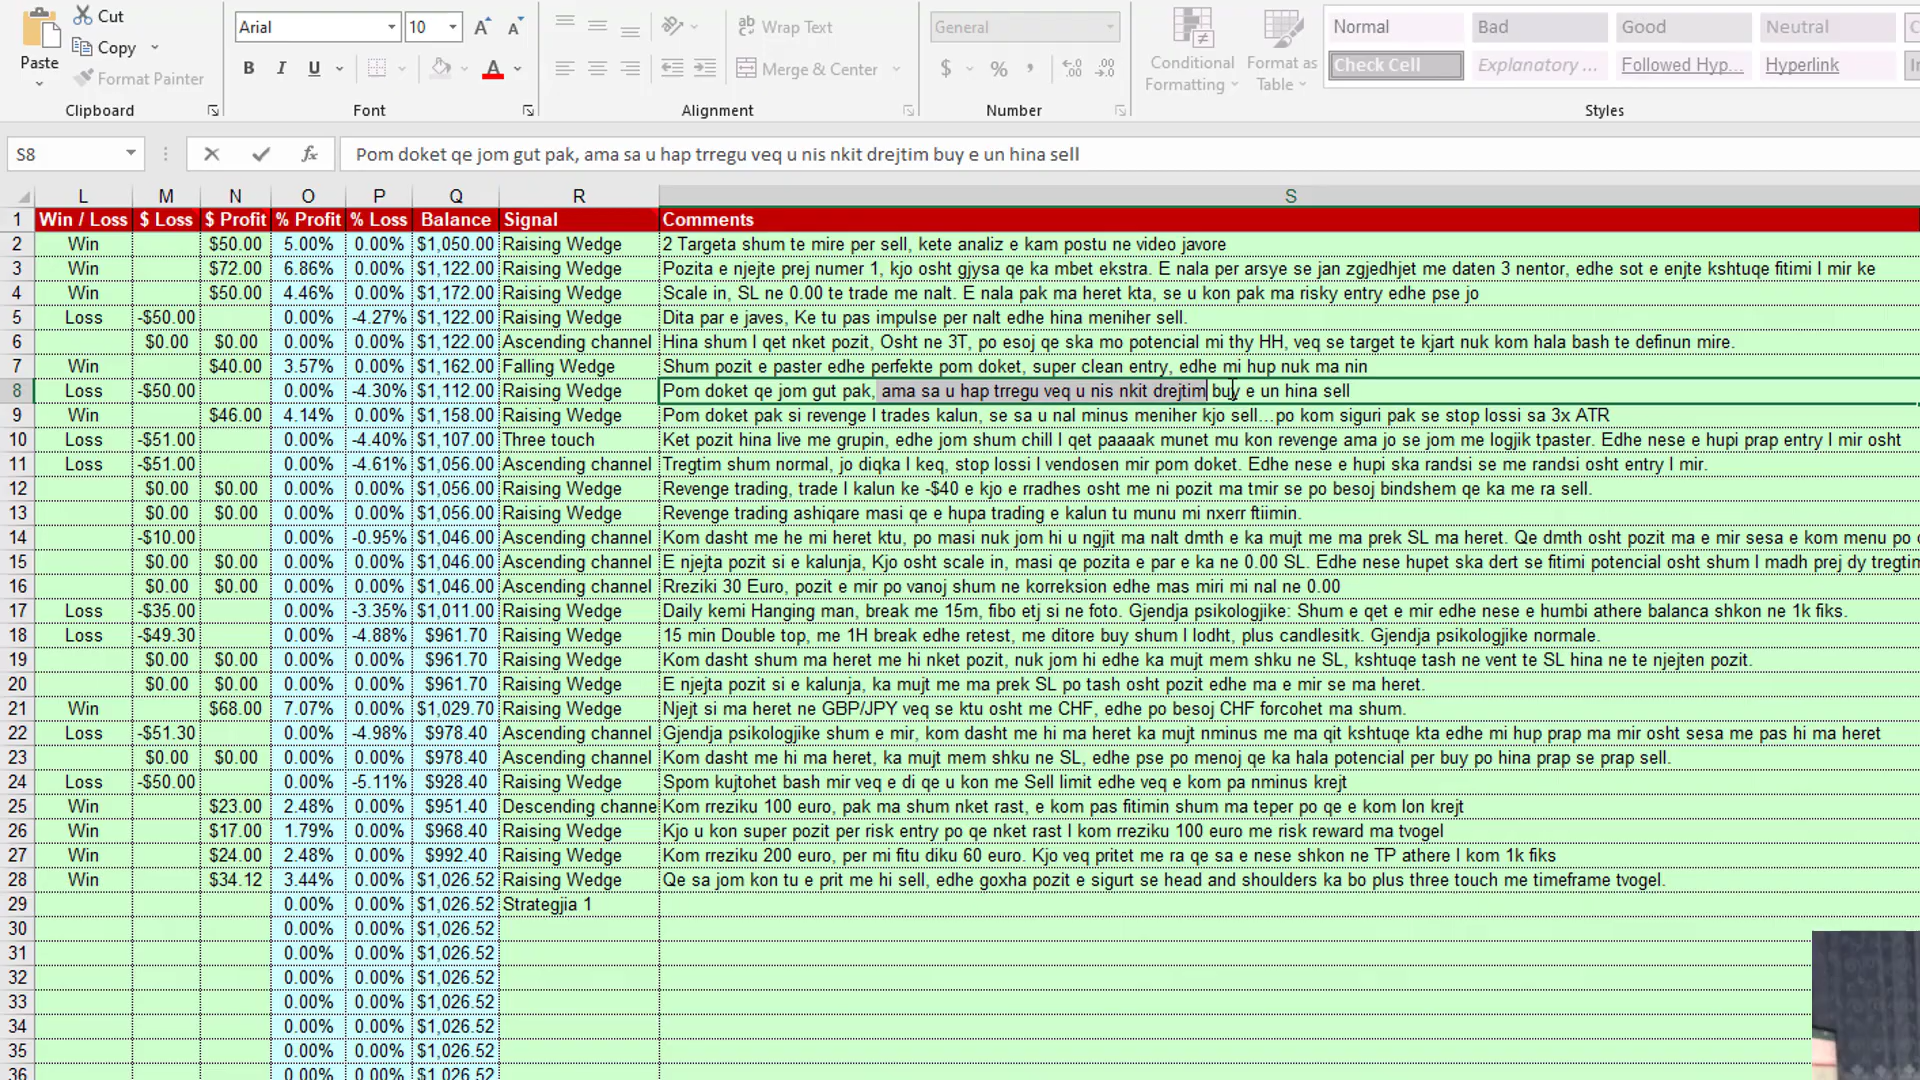 Cut
Copy
Paste
Format Painter
Clipboard
Arial
10
B I U
Font
Wrap Text
Merge & Center
Alignment
General
$ % ,
Number
Conditional
Formatting
Format as
Table
Normal
Bad
Good
Neutral
Check Cell
Explanatory ...
Followed Hyp...
Hyperlink
Styles
S8
fx
Pom doket qe jom gut pak, ama sa u hap trregu veq u nis nkit drejtim buy e un hina sell
L M N O P Q R S
1 Win / Loss $ Loss $ Profit % Profit % Loss Balance Signal Comments
2 Win $50.00 5.00% 0.00% $1,050.00 Raising Wedge 2 Targeta shum te mire per sell, kete analiz e kam postu ne video javore
3 Win $72.00 6.86% 0.00% $1,122.00 Raising Wedge Pozita e njejte prej numer 1, kjo osht gjysa qe ka mbet ekstra. E nala per arsye se jan zgjedhjet me daten 3 nentor, edhe sot e enjte kshtuqe fitimi I mir ke
4 Win $50.00 4.46% 0.00% $1,172.00 Raising Wedge Scale in, SL ne 0.00 te trade me nalt. E nala pak ma heret kta, se u kon pak ma risky entry edhe pse jo
5 Loss -$50.00 0.00% -4.27% $1,122.00 Raising Wedge Dita par e javes, Ke tu pas impulse per nalt edhe hina meniher sell.
6 $0.00 $0.00 0.00% 0.00% $1,122.00 Ascending channel Hina shum I qet nket pozit, Osht ne 3T, po esoj qe ska mo potencial mi thy HH, veq se target te kjart nuk kom hala bash te definun mire.
7 Win $40.00 3.57% 0.00% $1,162.00 Falling Wedge Shum pozit e paster edhe perfekte pom doket, super clean entry, edhe mi hup nuk ma nin
8 Loss -$50.00 0.00% -4.30% $1,112.00 Raising Wedge Pom doket qe jom gut pak, ama sa u hap trregu veq u nis nkit drejtim buy e un hina sell
9 Win $46.00 4.14% 0.00% $1,158.00 Raising Wedge Pom doket pak si revenge I trades kalun, se sa u nal minus meniher kjo sell...po kom siguri pak se stop lossi sa 3x ATR
10 Loss -$51.00 0.00% -4.40% $1,107.00 Three touch Ket pozit hina live me grupin, edhe jom shum chill I qet paaaak munet mu kon revenge ama jo se jom me logjik tpaster. Edhe nese e hupi prap entry I mir osht
11 Loss -$51.00 0.00% -4.61% $1,056.00 Ascending channel Tregtim shum normal, jo diqka I keq, stop lossi I vendosen mir pom doket. Edhe nese e hupi ska randsi se me randsi osht entry I mir.
12 $0.00 $0.00 0.00% 0.00% $1,056.00 Raising Wedge Revenge trading, trade I kalun ke -$40 e kjo e rradhes osht me ni pozit ma tmir se po besoj bindshem qe ka me ra sell.
13 $0.00 $0.00 0.00% 0.00% $1,056.00 Raising Wedge Revenge trading ashiqare masi qe e hupa trading e kalun tu munu mi nxerr ftiimin.
14 -$10.00 0.00% -0.95% $1,046.00 Ascending channel Kom dasht me he mi heret ktu, po masi nuk jom hi u ngjit ma nalt dmth e ka mujt me ma prek SL ma heret. Qe dmth osht pozit ma e mir sesa e kom menu po
15 $0.00 $0.00 0.00% 0.00% $1,046.00 Ascending channel E njejta pozit si e kalunja, Kjo osht scale in, masi qe pozita e par e ka ne 0.00 SL. Edhe nese hupet ska dert se fitimi potencial osht shum I madh prej dy tregtim
16 $0.00 $0.00 0.00% 0.00% $1,046.00 Ascending channel Rreziki 30 Euro, pozit e mir po vanoj shum ne korreksion edhe mas miri mi nal ne 0.00
17 Loss -$35.00 0.00% -3.35% $1,011.00 Raising Wedge Daily kemi Hanging man, break me 15m, fibo etj si ne foto. Gjendja psikologjike: Shum e qet e mir edhe nese e humbi athere balanca shkon ne 1k fiks.
18 Loss -$49.30 0.00% -4.88% $961.70 Raising Wedge 15 min Double top, me 1H break edhe retest, me ditore buy shum I lodht, plus candlesitk. Gjendja psikologjike normale.
19 $0.00 $0.00 0.00% 0.00% $961.70 Raising Wedge Kom dasht shum ma heret me hi nket pozit, nuk jom hi edhe ka mujt mem shku ne SL, kshtuqe tash ne vent te SL hina ne te njejten pozit.
20 $0.00 $0.00 0.00% 0.00% $961.70 Raising Wedge E njejta pozit si e kalunja, ka mujt me ma prek SL po tash osht pozit edhe ma e mir se ma heret.
21 Win $68.00 7.07% 0.00% $1,029.70 Raising Wedge Njejt si ma heret ne GBP/JPY veq se ktu osht me CHF, edhe po besoj CHF forcohet ma shum.
22 Loss -$51.30 0.00% -4.98% $978.40 Ascending channel Gjendja psikologjike shum e mir, kom dasht me hi ma heret ka mujt nminus me ma qit kshtuqe kta edhe mi hup prap ma mir osht sesa me pas hi ma heret
23 $0.00 $0.00 0.00% 0.00% $978.40 Ascending channel Kom dasht me hi ma heret, ka mujt mem shku ne SL, edhe pse po menoj qe ka hala potencial per buy po hina prap se prap sell.
24 Loss -$50.00 0.00% -5.11% $928.40 Raising Wedge Spom kujtohet bash mir veq e di qe u kon me Sell limit edhe veq e kom pa nminus krejt
25 Win $23.00 2.48% 0.00% $951.40 Descending channe Kom rreziku 100 euro, pak ma shum nket rast, e kom pas fitimin shum ma teper po qe e kom lon krejt
26 Win $17.00 1.79% 0.00% $968.40 Raising Wedge Kjo u kon super pozit per risk entry po qe nket rast I kom rreziku 100 euro me risk reward ma tvogel
27 Win $24.00 2.48% 0.00% $992.40 Raising Wedge Kom rreziku 200 euro, per mi fitu diku 60 euro. Kjo veq pritet me ra qe sa e nese shkon ne TP athere I kom 1k fiks
28 Win $34.12 3.44% 0.00% $1,026.52 Raising Wedge Qe sa jom kon tu e prit me hi sell, edhe goxha pozit e sigurt se head and shoulders ka bo plus three touch me timeframe tvogel.
29 0.00% 0.00% $1,026.52 Strategjia 1
30 0.00% 0.00% $1,026.52
31 0.00% 0.00% $1,026.52
32 0.00% 0.00% $1,026.52
33 0.00% 0.00% $1,026.52
34 0.00% 0.00% $1,026.52
35 0.00% 0.00% $1,026.52
36 0.00% 0.00% $1,026.52